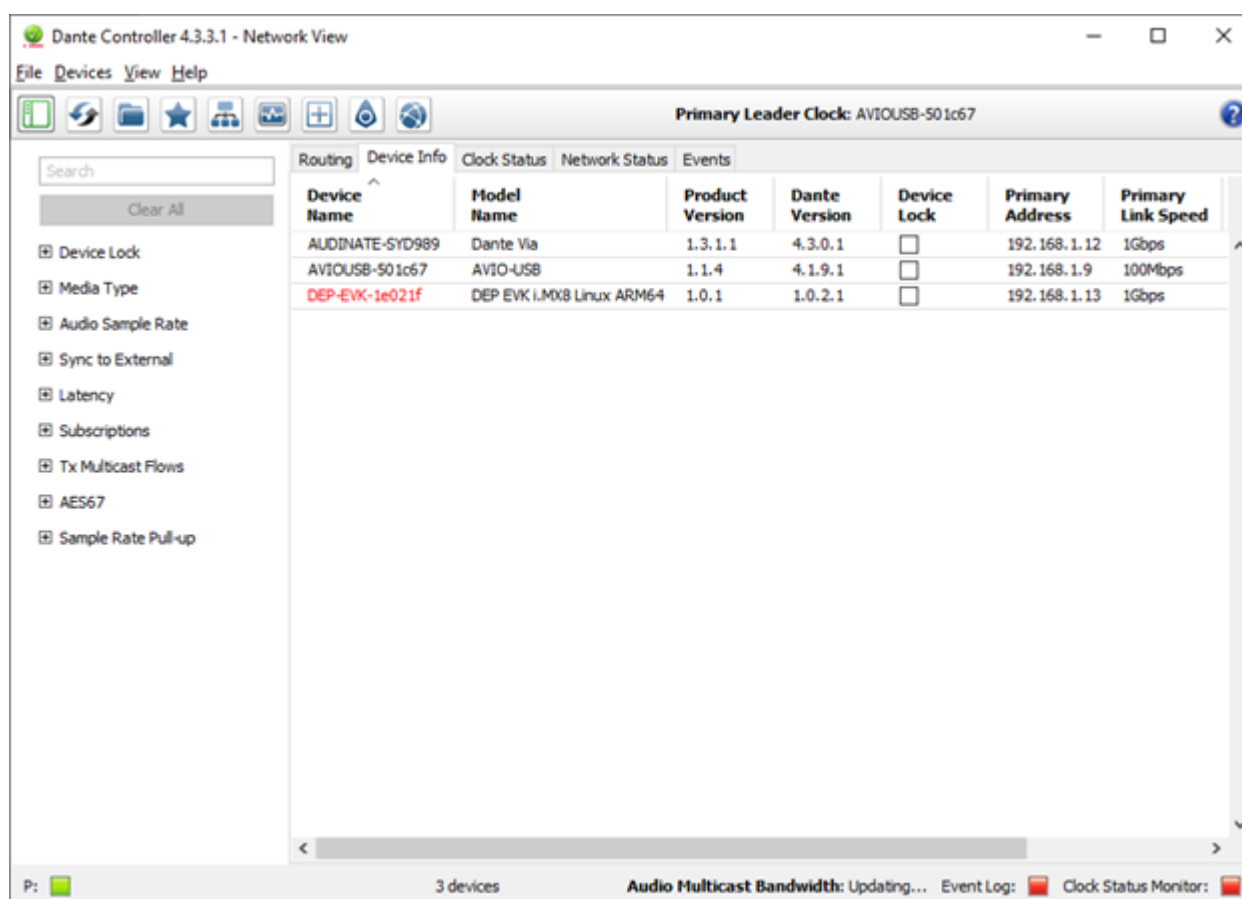 Dante Controller 4.3.3.1 - Network View
File Devices View Help
Primary Leader Clock: AVIOUSB-501c67
Search
Clear All
Device Lock
Media Type
Audio Sample Rate
Sync to External
Latency
Subscriptions
Tx Multicast Flows
AES67
Sample Rate Pull-up
Routing Device Info Clock Status Network Status Events
Device Name Model Name Product Version Dante Version Device Lock Primary Address Primary Link Speed
AUDINATE-SYD989 Dante Via 1.3.1.1 4.3.0.1 192.168.1.12 1Gbps
AVIOUSB-501c67 AVIO-USB 1.1.4 4.1.9.1 192.168.1.9 100Mbps
DEP-EVK-1e021f DEP EVK i.MX8 Linux ARM64 1.0.1 1.0.2.1 192.168.1.13 1Gbps
P: 3 devices Audio Multicast Bandwidth: Updating... Event Log: Clock Status Monitor: